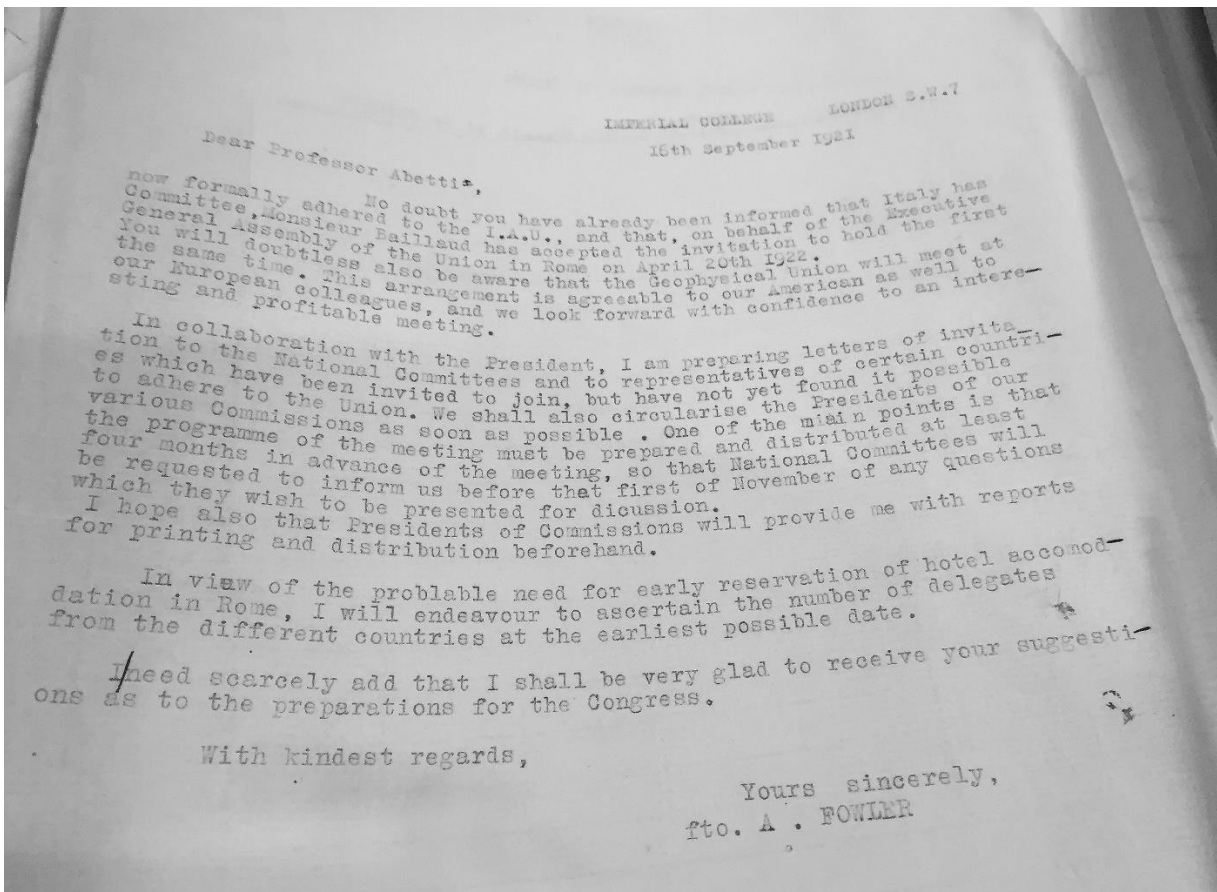 IMPERIAL COLLEGE LONDON S.W.7
16th September 1921
Dear Professor Abetti,
No doubt you have already been informed that Italy has
now formally adhered to the I.A.U., and that, on behalf of the Executive
Committee,Monsieur Baillaud has accepted the invitation to hold the first
General Assembly of the Union in Rome on April 20th 1922.
You will doubtless also be aware that the Geophysical Union will meet at
the same time. This arrangement is agreeable to our American as well to
our European colleagues, and we look forward with confidence to an intere-
sting and profitable meeting.
In collaboration with the President, I am preparing letters of invita_
tion to the National Committees and to representatives of certain countri-
es which have been invited to join, but have not yet found it possible
to adhere to the Union. We shall also circularise the Presidents of our
various Commissions as soon as possible . One of the miain points is that
the programme of the meeting must be prepared and distributed at least
four months in advance of the meeting, so that National Committees will
be requested to inform us before that first of November of any questions
which they wish to be presented for dicussion.
I hope also that Presidents of Commissions will provide me with reports
for printing and distribution beforehand.
In view of the problable need for early reservation of hotel accomod-
dation in Rome, I will endeavour to ascertain the number of delegates
from the different countries at the earliest possible date.
I/need scarcely add that I shall be very glad to receive your suggesti-
ons as to the preparations for the Congress.
With kindest regards,
Yours sincerely,
fto. A . FOWLER